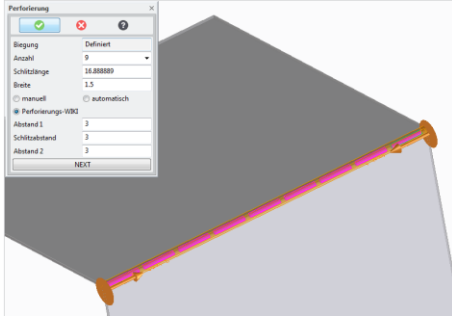 Perforierung
Biegung Definiert
Anzahl 9
Schlitzlänge 16.888889
Breite 1.5
manuell automatisch
Perforierungs-WIKI
Abstand 1 3
Schlitzabstand 3
Abstand 2 3
NEXT